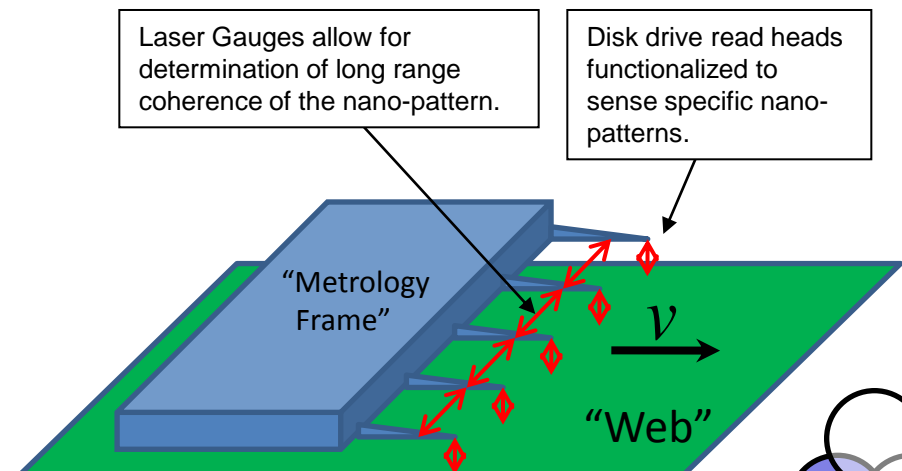 Laser Gauges allow for
determination of long range
coherence of the nano-pattern.
Disk drive read heads
functionalized to
sense specific nano-
patterns.
“Metrology
Frame”
v
“Web”